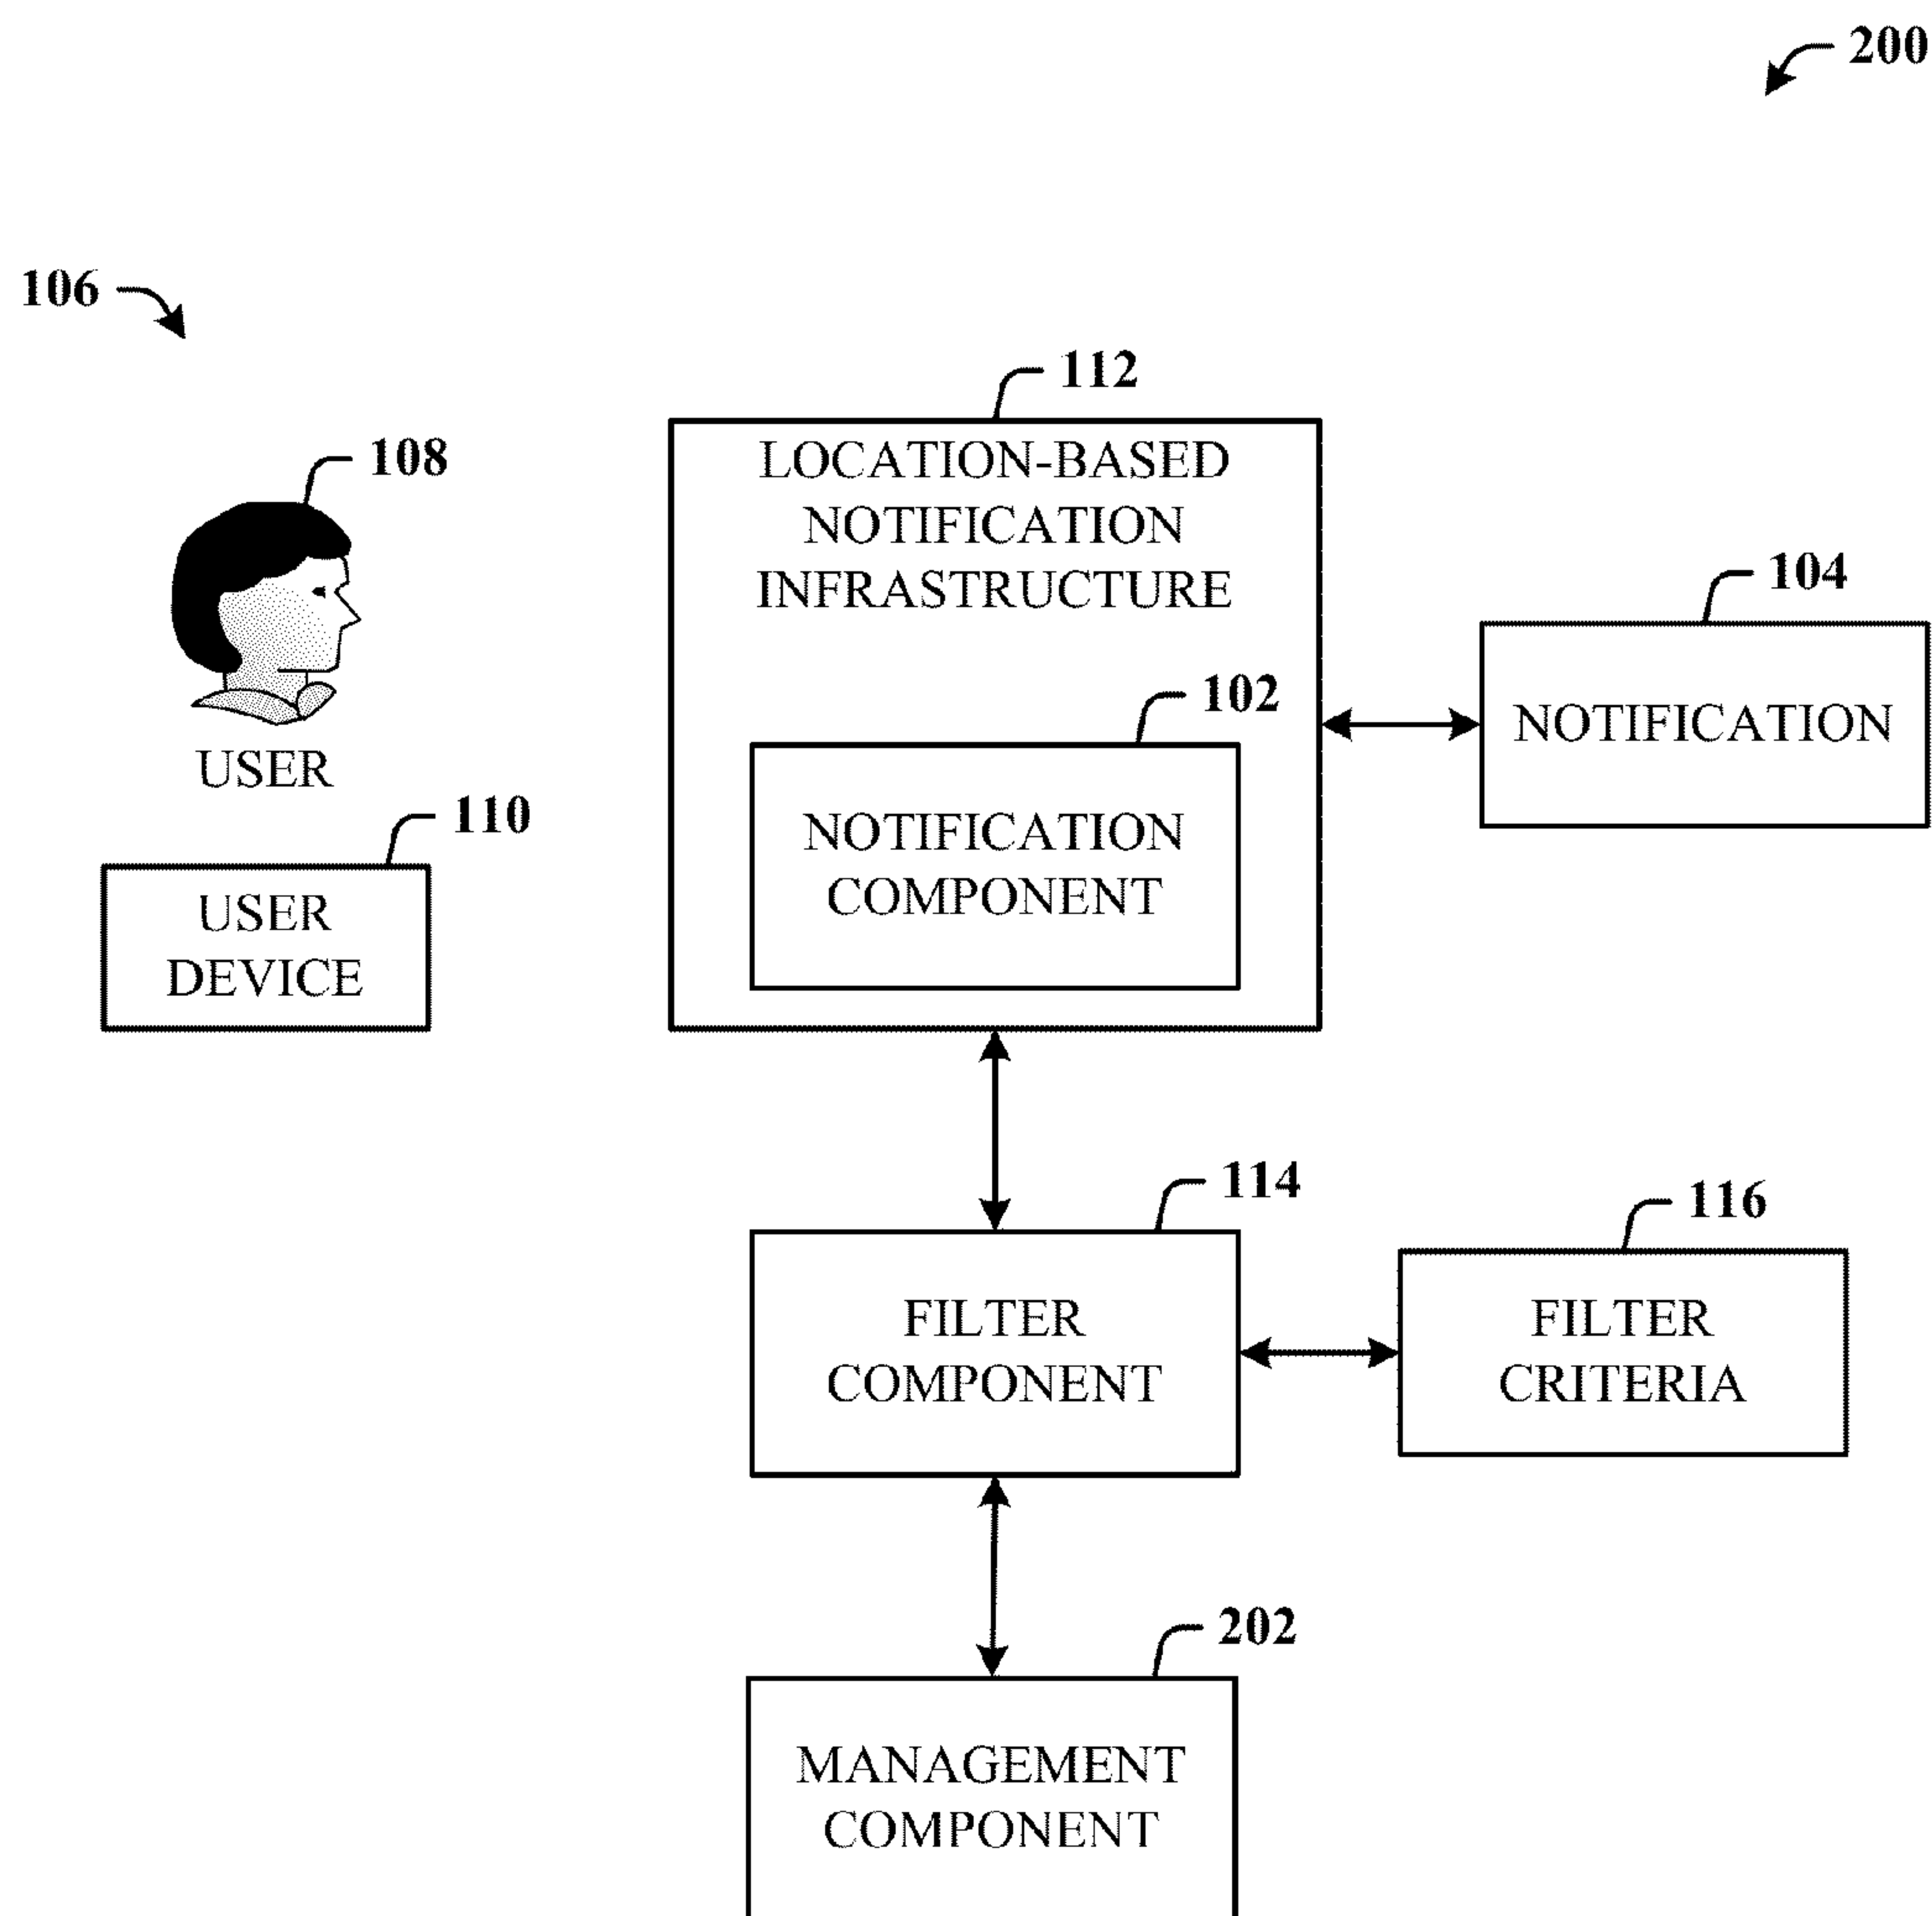 200
106
112
108
LOCATION-BASED
NOTIFICATION
INFRASTRUCTURE
104
102
NOTIFICATION
USER
110
NOTIFICATION
COMPONENT
USER
DEVICE
114
116
FILTER
COMPONENT
FILTER
CRITERIA
202
MANAGEMENT
COMPONENT